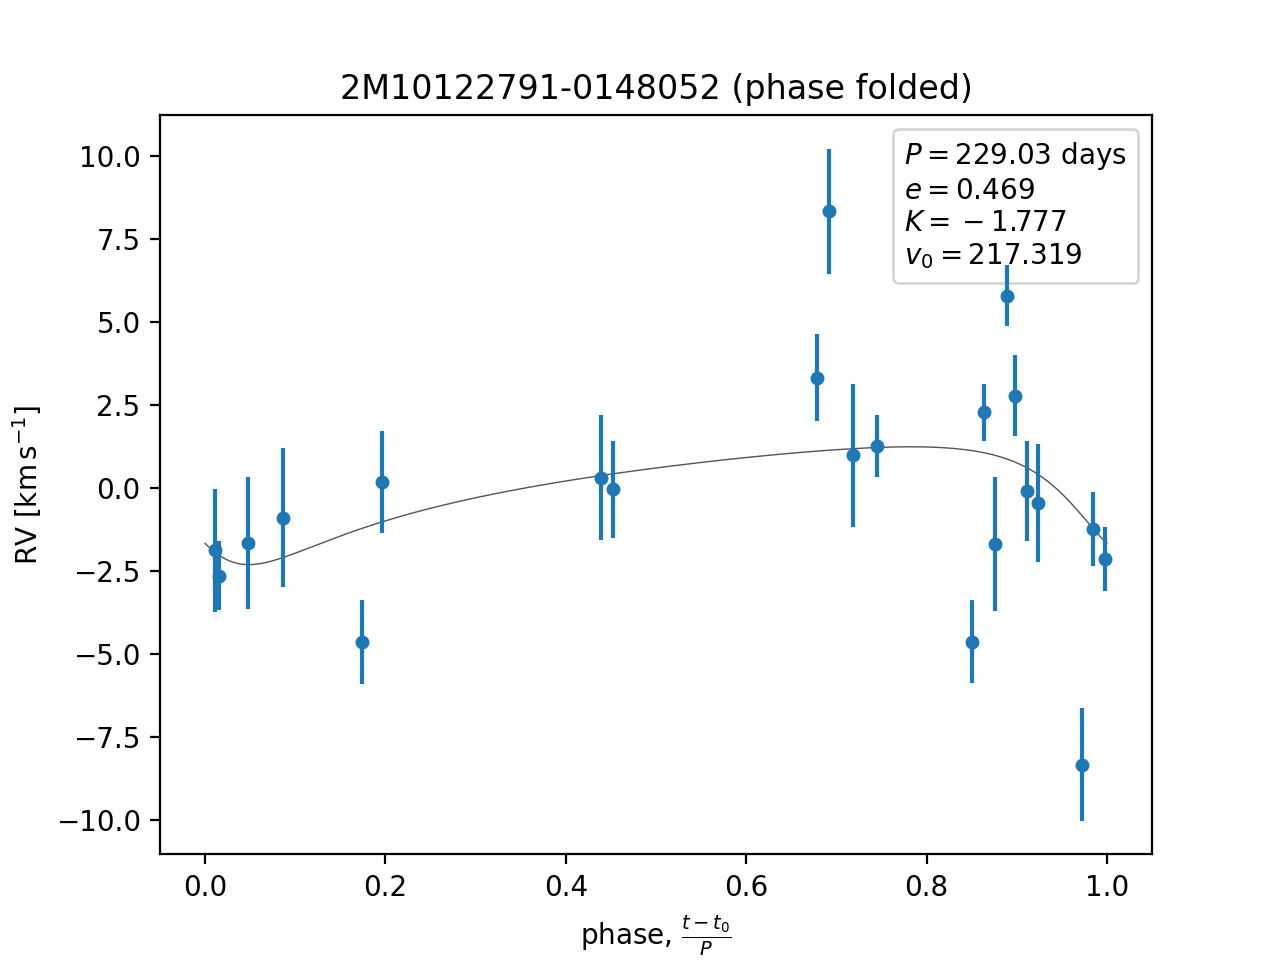 2M10122791-0148052 (phase folded)
P = 229.03 days
e = 0.469
K = −1.777
v₀ = 217.319
10.0
7.5
5.0
2.5
0.0
−2.5
−5.0
−7.5
−10.0
RV [km s⁻¹]
0.0 0.2 0.4 0.6 0.8 1.0
phase, (t − t₀)/P